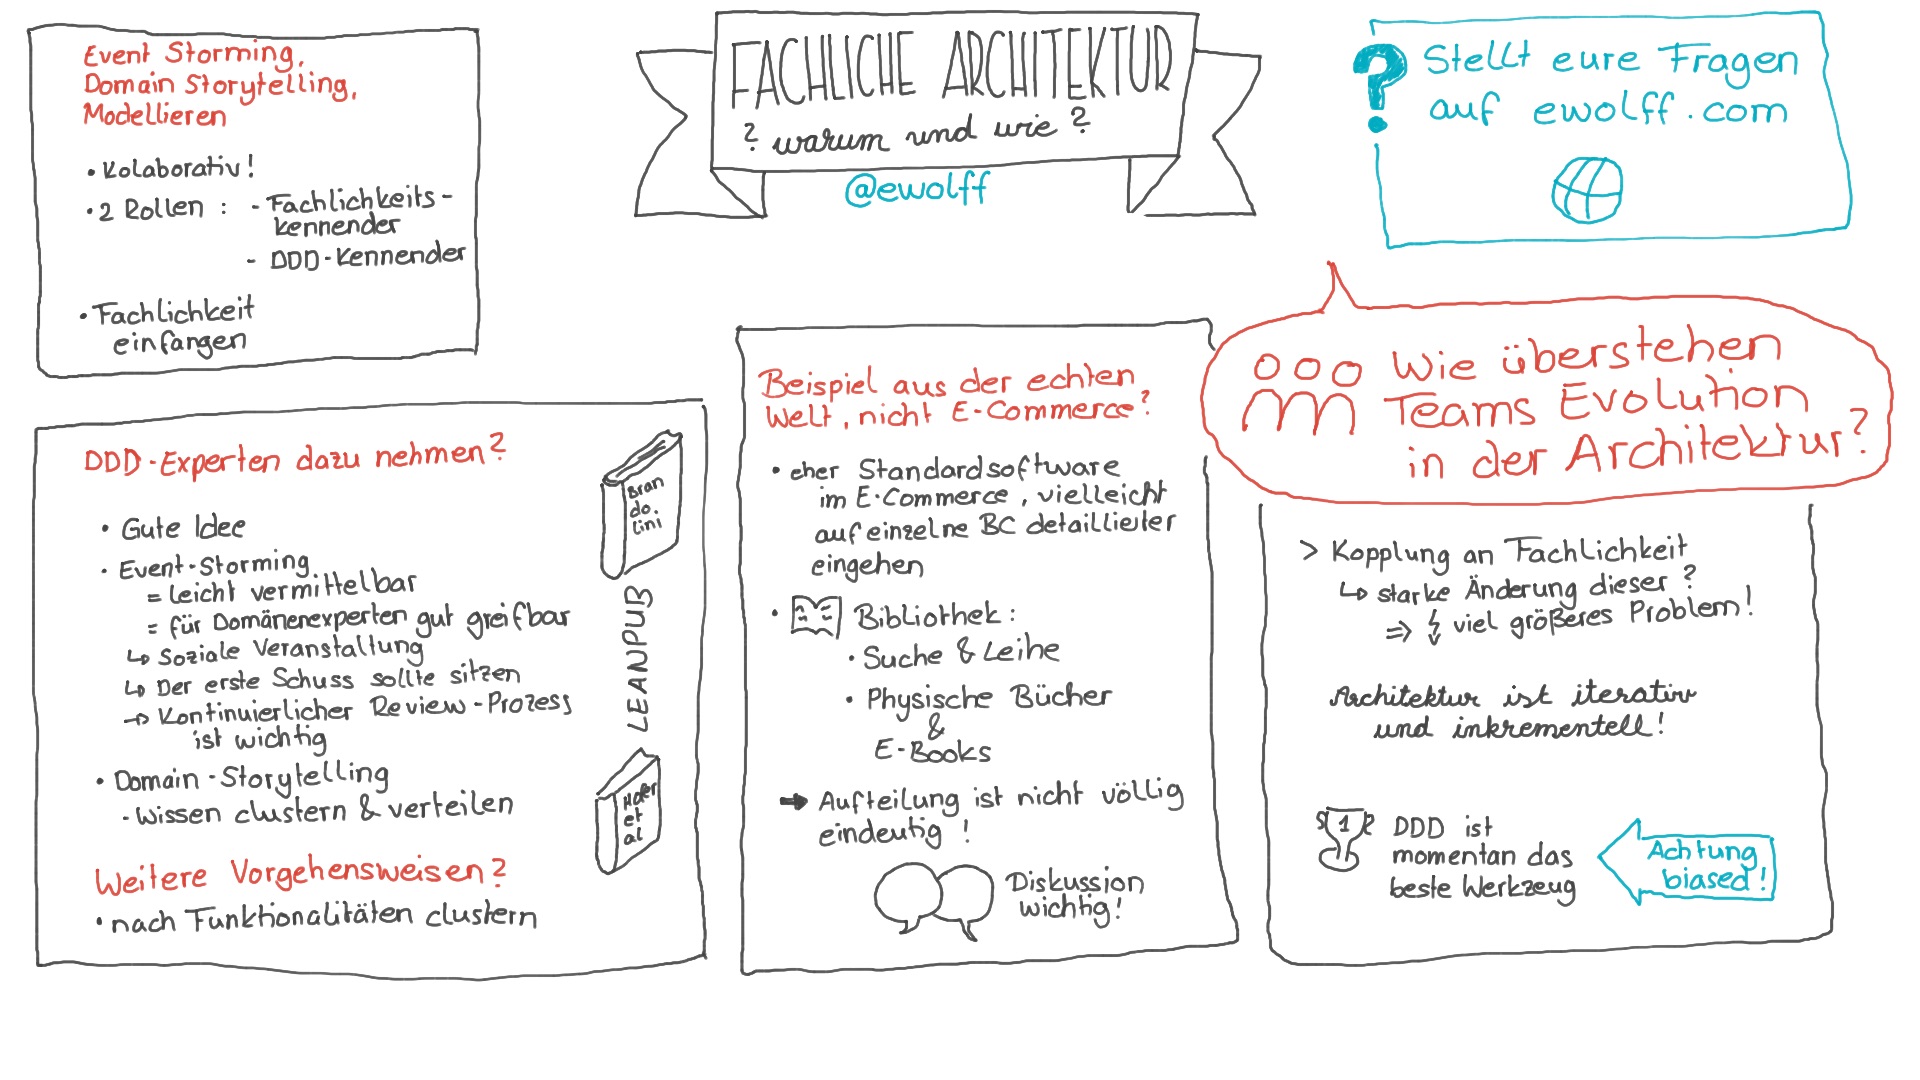 FACHLICHE ARCHITEKTUR
? warum und wie ?
@ewolff
? Stellt eure Fragen
auf ewolff.com
Event Storming,
Domain Storytelling,
Modellieren
• Kolaborativ!
• 2 Rollen : - Fachlichkeits-
kennender
- DDD-Kennender
• Fachlichkeit
einfangen
DDD-Experten dazu nehmen?
• Gute Idee
• Event-Storming
= leicht vermittelbar
= für Domänenexperten gut greifbar
↳ Soziale Veranstaltung
↳ Der erste Schuss sollte sitzen
→ Kontinuierlicher Review-Prozess
ist wichtig
• Domain-Storytelling
- Wissen clustern & verteilen
Weitere Vorgehensweisen?
• nach Funktionalitäten clustern
Bran
do.
lini
LEANPUB
Hofer
et
al
Beispiel aus der echten
Welt, nicht E-Commerce?
• eher Standardsoftware
im E-Commerce, vielleicht
auf einzelne BC detaillierter
eingehen
• Bibliothek:
• Suche & Leihe
• Physische Bücher
&
E-Books
➡ Aufteilung ist nicht völlig
eindeutig !
Diskussion
wichtig!
Wie überstehen
Teams Evolution
in der Architektur?
> Kopplung an Fachlichkeit
↳ starke Änderung dieser ?
⇒ viel größeres Problem!
Architektur ist iterativ
und inkrementell!
1
DDD ist
momentan das
beste Werkzeug
Achtung
biased!